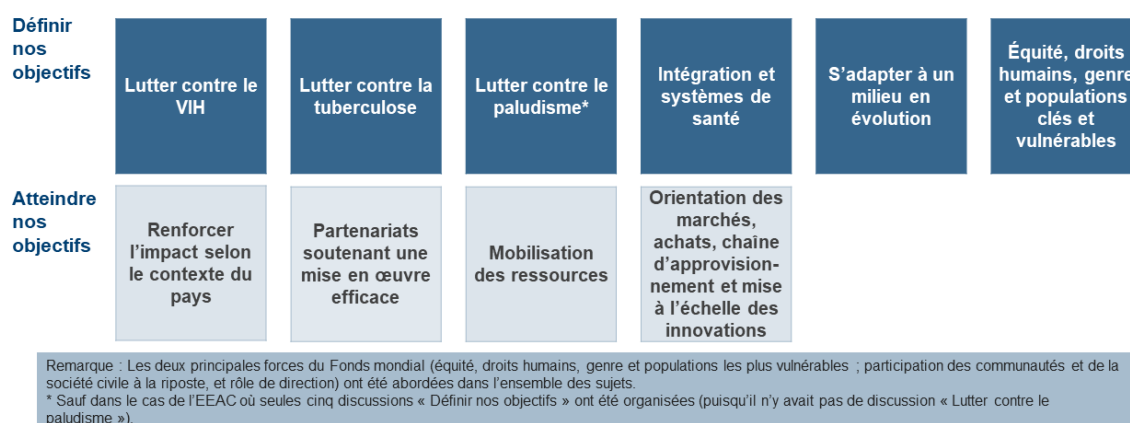 Définir
nos
objectifs
Lutter contre le
VIH
Lutter contre la
tuberculose
Lutter contre le
paludisme*
Intégration et
systèmes de
santé
S’adapter à un
milieu en
évolution
Équité, droits
humains, genre
et populations
clés et
vulnérables
Atteindre
nos
objectifs
Renforcer
l’impact selon
le contexte du
pays
Partenariats
soutenant une
mise en œuvre
efficace
Mobilisation
des ressources
Orientation des
marchés,
achats, chaîne
d’approvision-
nement et mise
à l’échelle des
innovations
Remarque : Les deux principales forces du Fonds mondial (équité, droits humains, genre et populations les plus vulnérables ; participation des communautés et de la
société civile à la riposte, et rôle de direction) ont été abordées dans l’ensemble des sujets.
* Sauf dans le cas de l’EEAC où seules cinq discussions « Définir nos objectifs » ont été organisées (puisqu’il n’y avait pas de discussion « Lutter contre le
paludisme »).